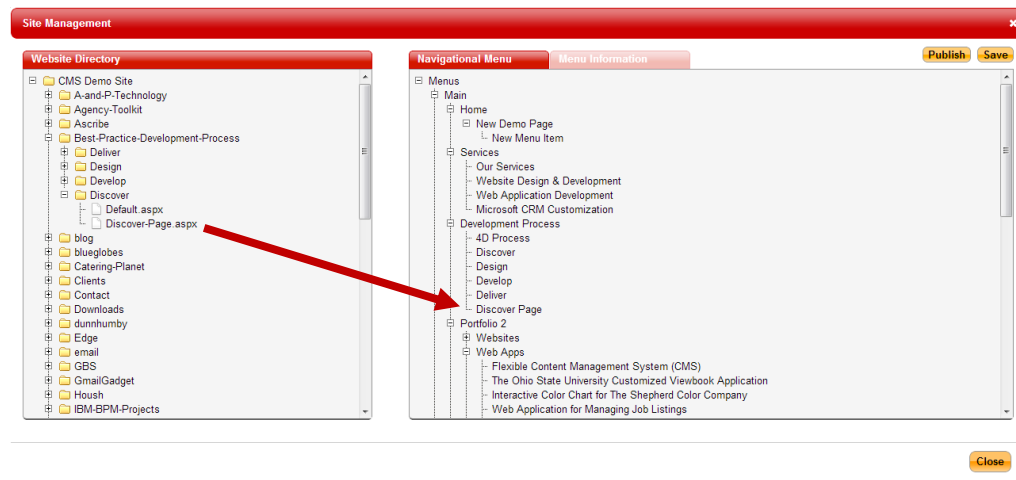 Site Management
Website Directory
CMS Demo Site
A-and-P-Technology
Agency-Toolkit
Ascribe
Best-Practice-Development-Process
Deliver
Design
Develop
Discover
Default.aspx
Discover-Page.aspx
blog
blueglobes
Catering-Planet
Clients
Contact
Downloads
dunnhumby
Edge
email
GBS
GmailGadget
Housh
IBM-BPM-Projects
Navigational Menu Menu Information
Publish Save
Menus
Main
Home
New Demo Page
New Menu Item
Services
Our Services
Website Design & Development
Web Application Development
Microsoft CRM Customization
Development Process
4D Process
Discover
Design
Develop
Deliver
Discover Page
Portfolio 2
Websites
Web Apps
Flexible Content Management System (CMS)
The Ohio State University Customized Viewbook Application
Interactive Color Chart for The Shepherd Color Company
Web Application for Managing Job Listings
Close